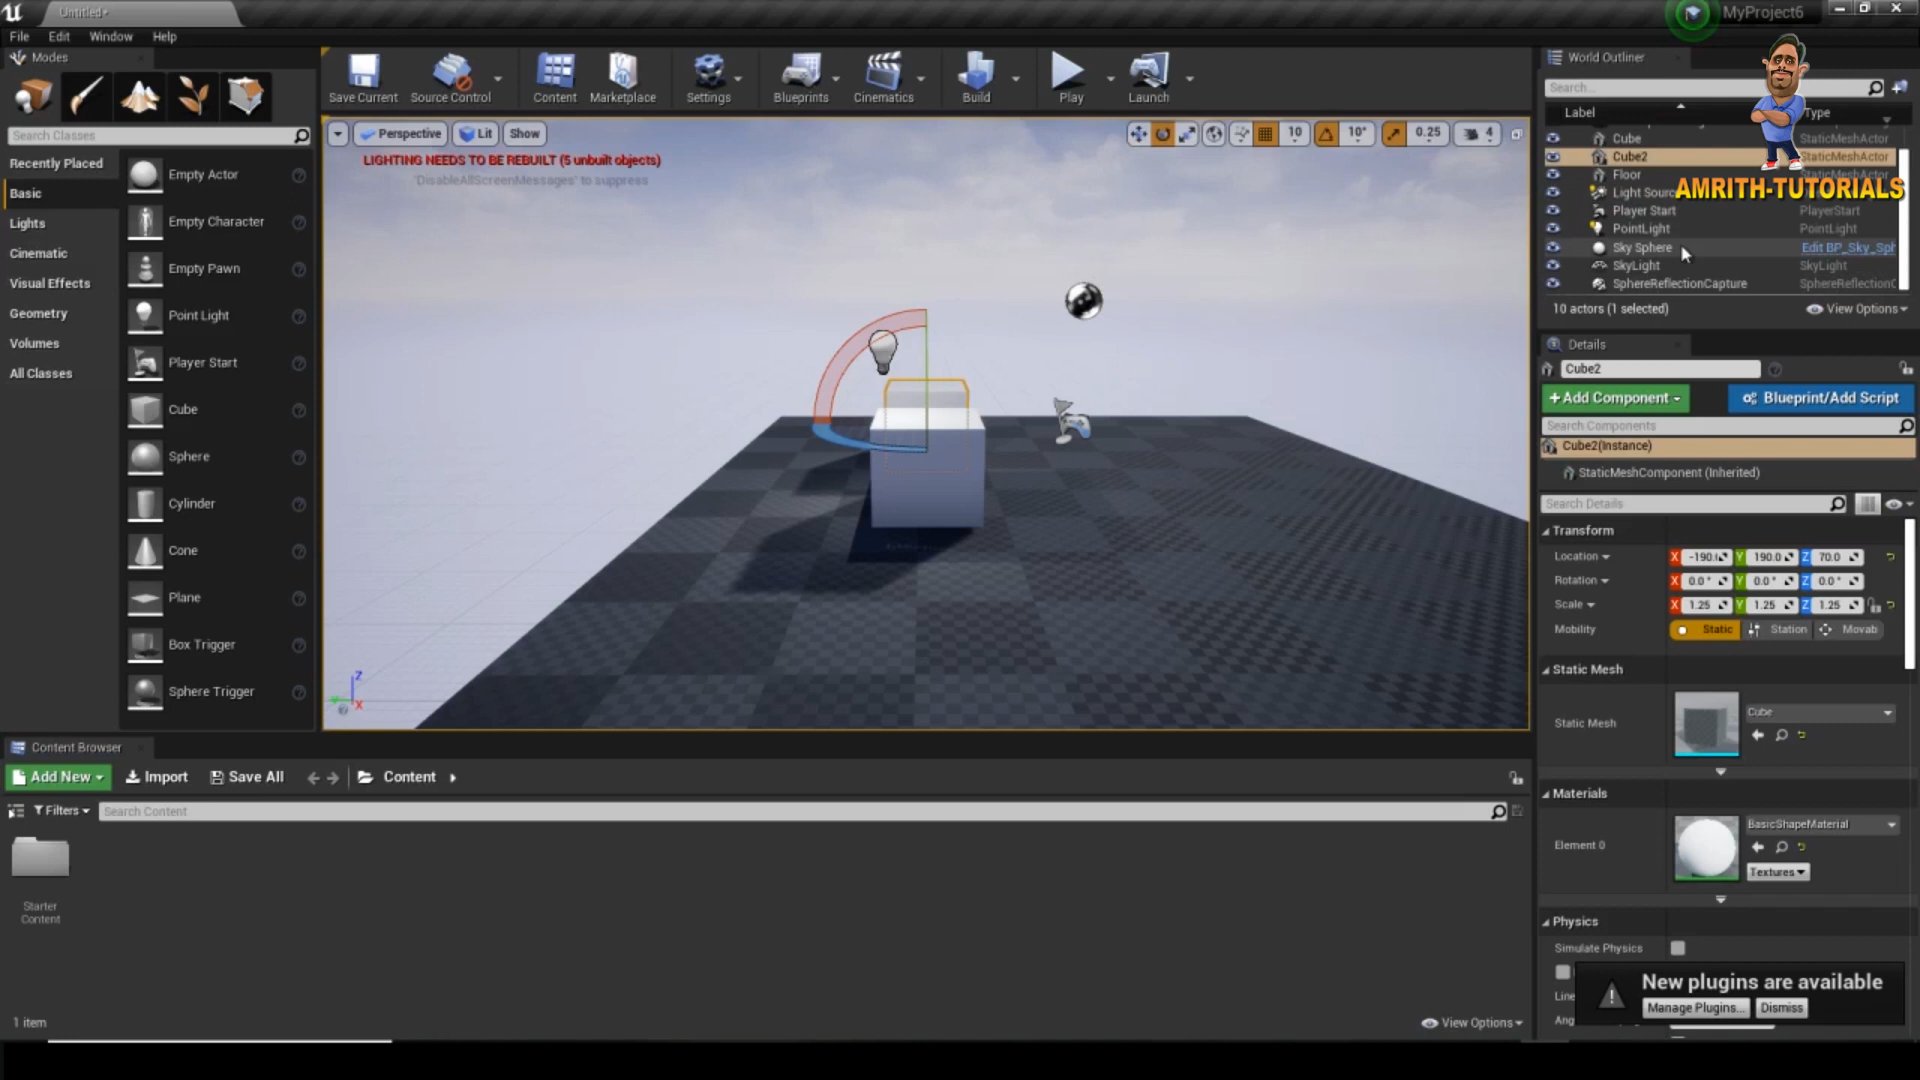 Untitled*
MyProject6
File Edit Window Help
Modes
Search Classes
Recently Placed
Basic
Lights
Cinematic
Visual Effects
Geometry
Volumes
All Classes
Empty Actor
Empty Character
Empty Pawn
Point Light
Player Start
Cube
Sphere
Cylinder
Cone
Plane
Box Trigger
Sphere Trigger
Save Current Source Control Content Marketplace Settings Blueprints Cinematics Build Play Launch
Perspective Lit Show
10 10° 0.25 4
LIGHTING NEEDS TO BE REBUILT (5 unbuilt objects)
'DisableAllScreenMessages' to suppress
Z
X
World Outliner
Search...
Label Type
Cube StaticMeshActor
Cube2 StaticMeshActor
Floor StaticMeshActor
Light Sour
AMRITH-TUTORIALS
Player Start PlayerStart
PointLight PointLight
Sky Sphere Edit BP_Sky_Sph
SkyLight SkyLight
SphereReflectionCapture SphereReflectionC
10 actors (1 selected) View Options
Details
Cube2
+Add Component Blueprint/Add Script
Search Components
Cube2(Instance)
StaticMeshComponent (Inherited)
Search Details
Transform
Location X -190.0 Y 190.0 Z 70.0
Rotation X 0.0° Y 0.0° Z 0.0°
Scale X 1.25 Y 1.25 Z 1.25
Mobility Static Station Movab
Static Mesh
Static Mesh Cube
Materials
Element 0 BasicShapeMaterial
Textures
Physics
Simulate Physics
Line
Ang
New plugins are available
Manage Plugins... Dismiss
Content Browser
Add New Import Save All Content
Filters Search Content
Starter
Content
1 item View Options